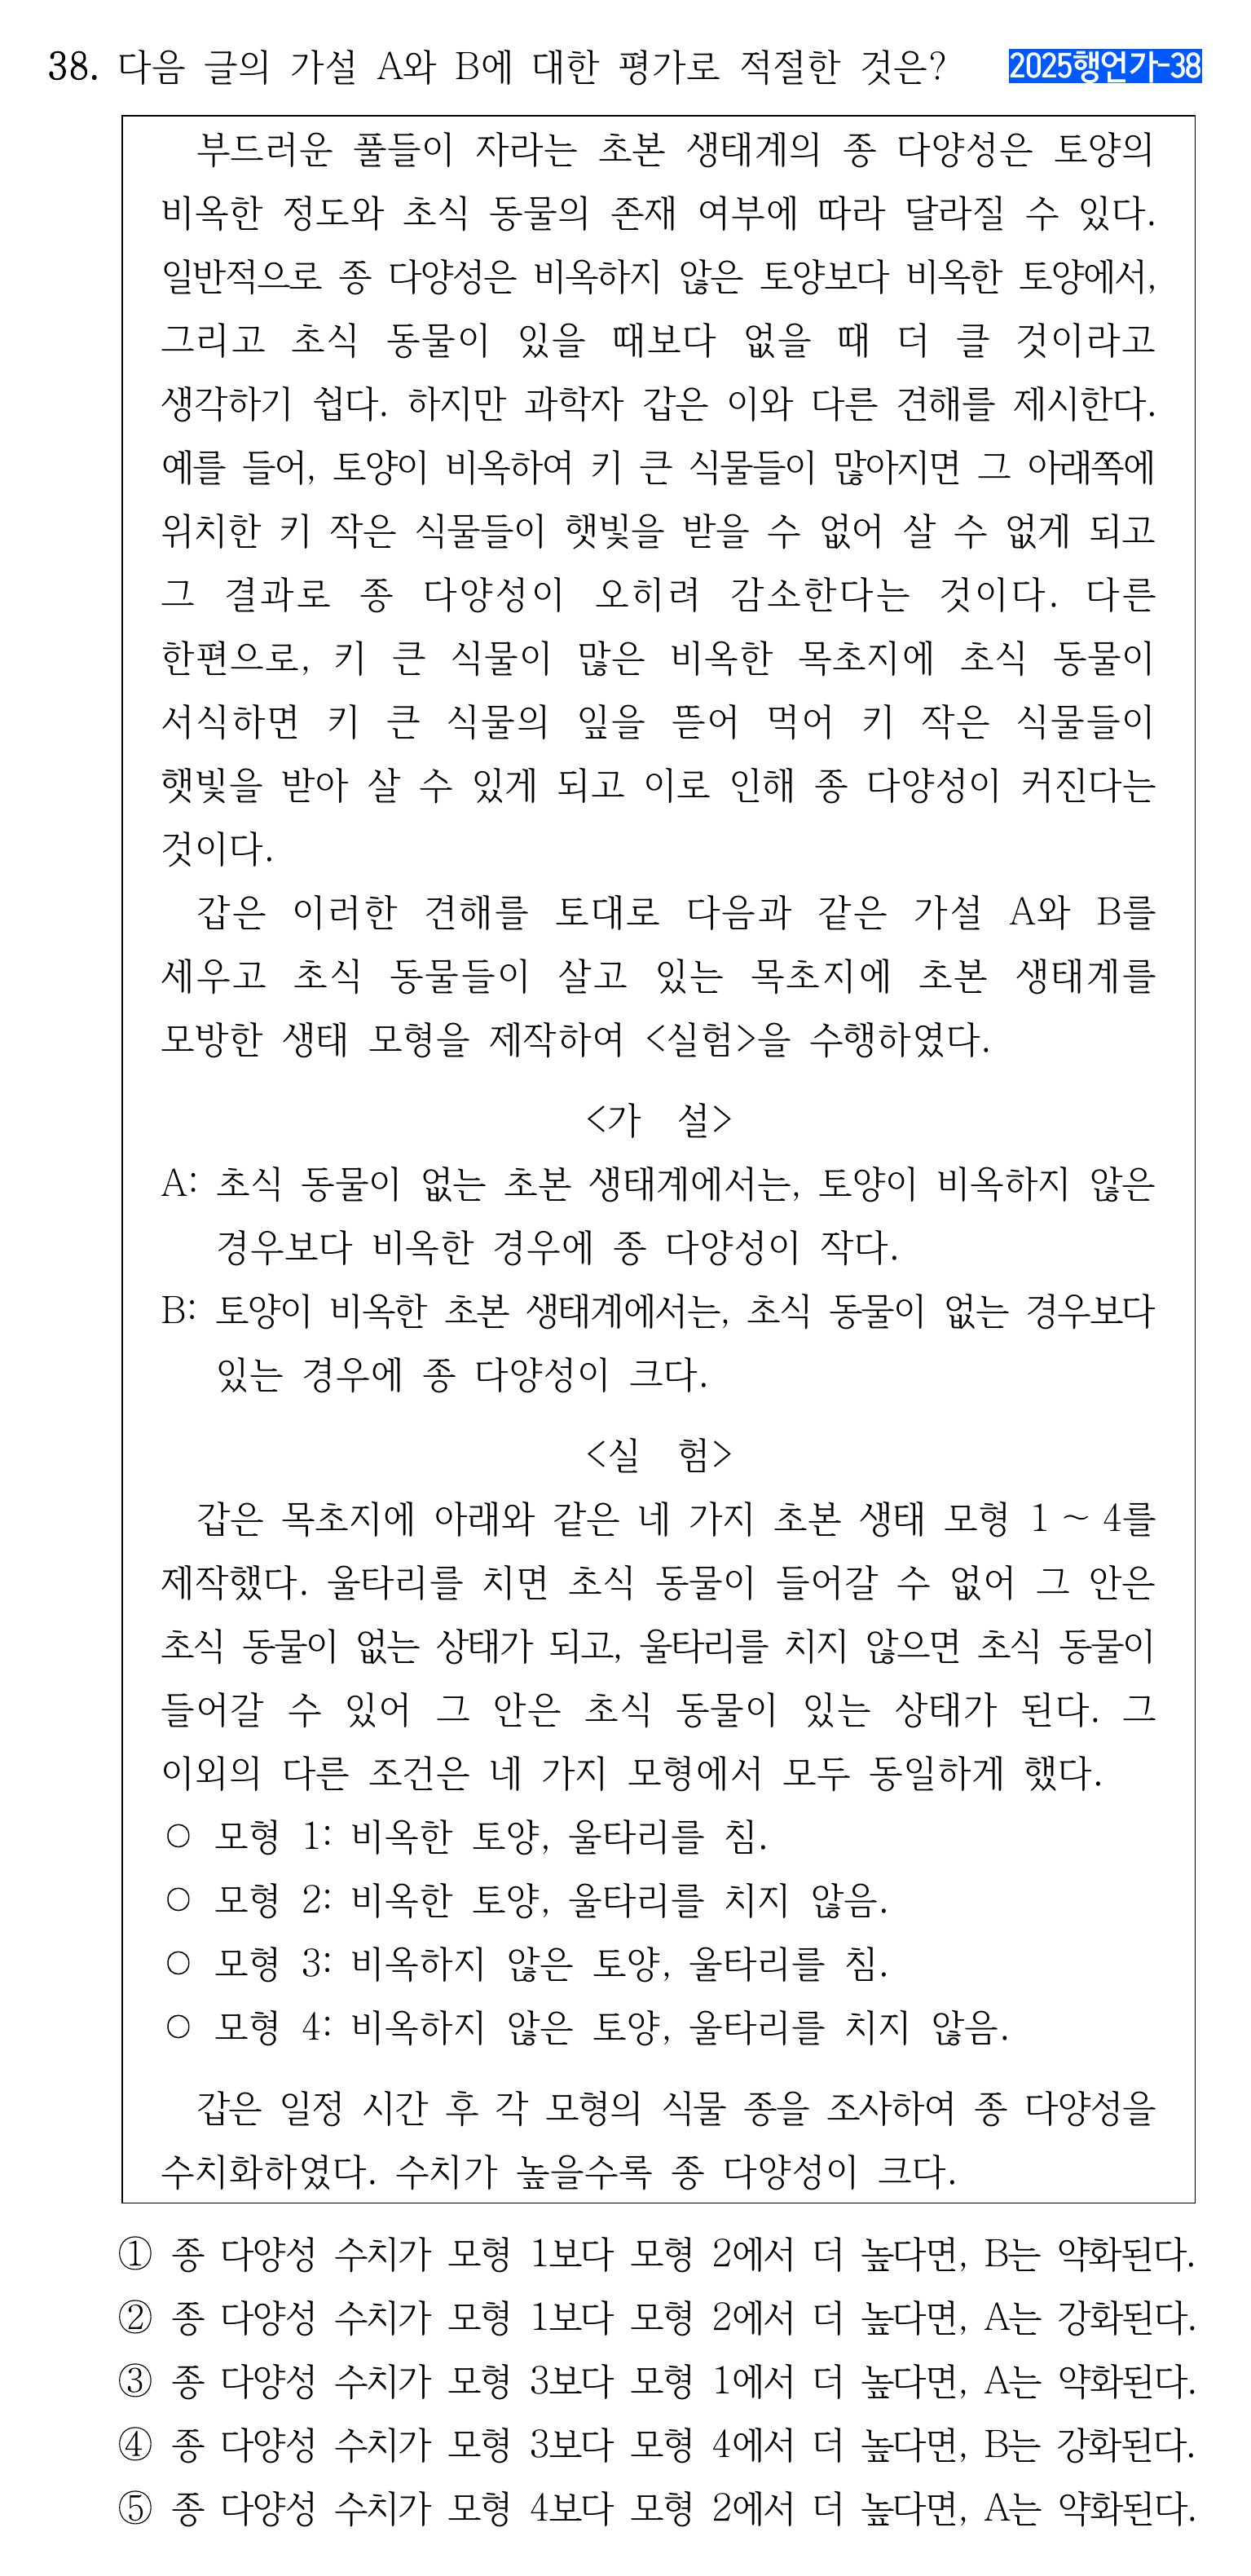 38. 다음 글의 가설 A와 B에 대한 평가로 적절한 것은? 2025행언가-38
부드러운 풀들이 자라는 초본 생태계의 종 다양성은 토양의
비옥한 정도와 초식 동물의 존재 여부에 따라 달라질 수 있다.
일반적으로 종 다양성은 비옥하지 않은 토양보다 비옥한 토양에서,
그리고 초식 동물이 있을 때보다 없을 때 더 클 것이라고
생각하기 쉽다. 하지만 과학자 갑은 이와 다른 견해를 제시한다.
예를 들어, 토양이 비옥하여 키 큰 식물들이 많아지면 그 아래쪽에
위치한 키 작은 식물들이 햇빛을 받을 수 없어 살 수 없게 되고
그 결과로 종 다양성이 오히려 감소한다는 것이다. 다른
한편으로, 키 큰 식물이 많은 비옥한 목초지에 초식 동물이
서식하면 키 큰 식물의 잎을 뜯어 먹어 키 작은 식물들이
햇빛을 받아 살 수 있게 되고 이로 인해 종 다양성이 커진다는
것이다.
갑은 이러한 견해를 토대로 다음과 같은 가설 A와 B를
세우고 초식 동물들이 살고 있는 목초지에 초본 생태계를
모방한 생태 모형을 제작하여 <실험>을 수행하였다.
<가 설>
A: 초식 동물이 없는 초본 생태계에서는, 토양이 비옥하지 않은
경우보다 비옥한 경우에 종 다양성이 작다.
B: 토양이 비옥한 초본 생태계에서는, 초식 동물이 없는 경우보다
있는 경우에 종 다양성이 크다.
<실 험>
갑은 목초지에 아래와 같은 네 가지 초본 생태 모형 1 ~ 4를
제작했다. 울타리를 치면 초식 동물이 들어갈 수 없어 그 안은
초식 동물이 없는 상태가 되고, 울타리를 치지 않으면 초식 동물이
들어갈 수 있어 그 안은 초식 동물이 있는 상태가 된다. 그
이외의 다른 조건은 네 가지 모형에서 모두 동일하게 했다.
○ 모형 1: 비옥한 토양, 울타리를 침.
○ 모형 2: 비옥한 토양, 울타리를 치지 않음.
○ 모형 3: 비옥하지 않은 토양, 울타리를 침.
○ 모형 4: 비옥하지 않은 토양, 울타리를 치지 않음.
갑은 일정 시간 후 각 모형의 식물 종을 조사하여 종 다양성을
수치화하였다. 수치가 높을수록 종 다양성이 크다.
① 종 다양성 수치가 모형 1보다 모형 2에서 더 높다면, B는 약화된다.
② 종 다양성 수치가 모형 1보다 모형 2에서 더 높다면, A는 강화된다.
③ 종 다양성 수치가 모형 3보다 모형 1에서 더 높다면, A는 약화된다.
④ 종 다양성 수치가 모형 3보다 모형 4에서 더 높다면, B는 강화된다.
⑤ 종 다양성 수치가 모형 4보다 모형 2에서 더 높다면, A는 약화된다.